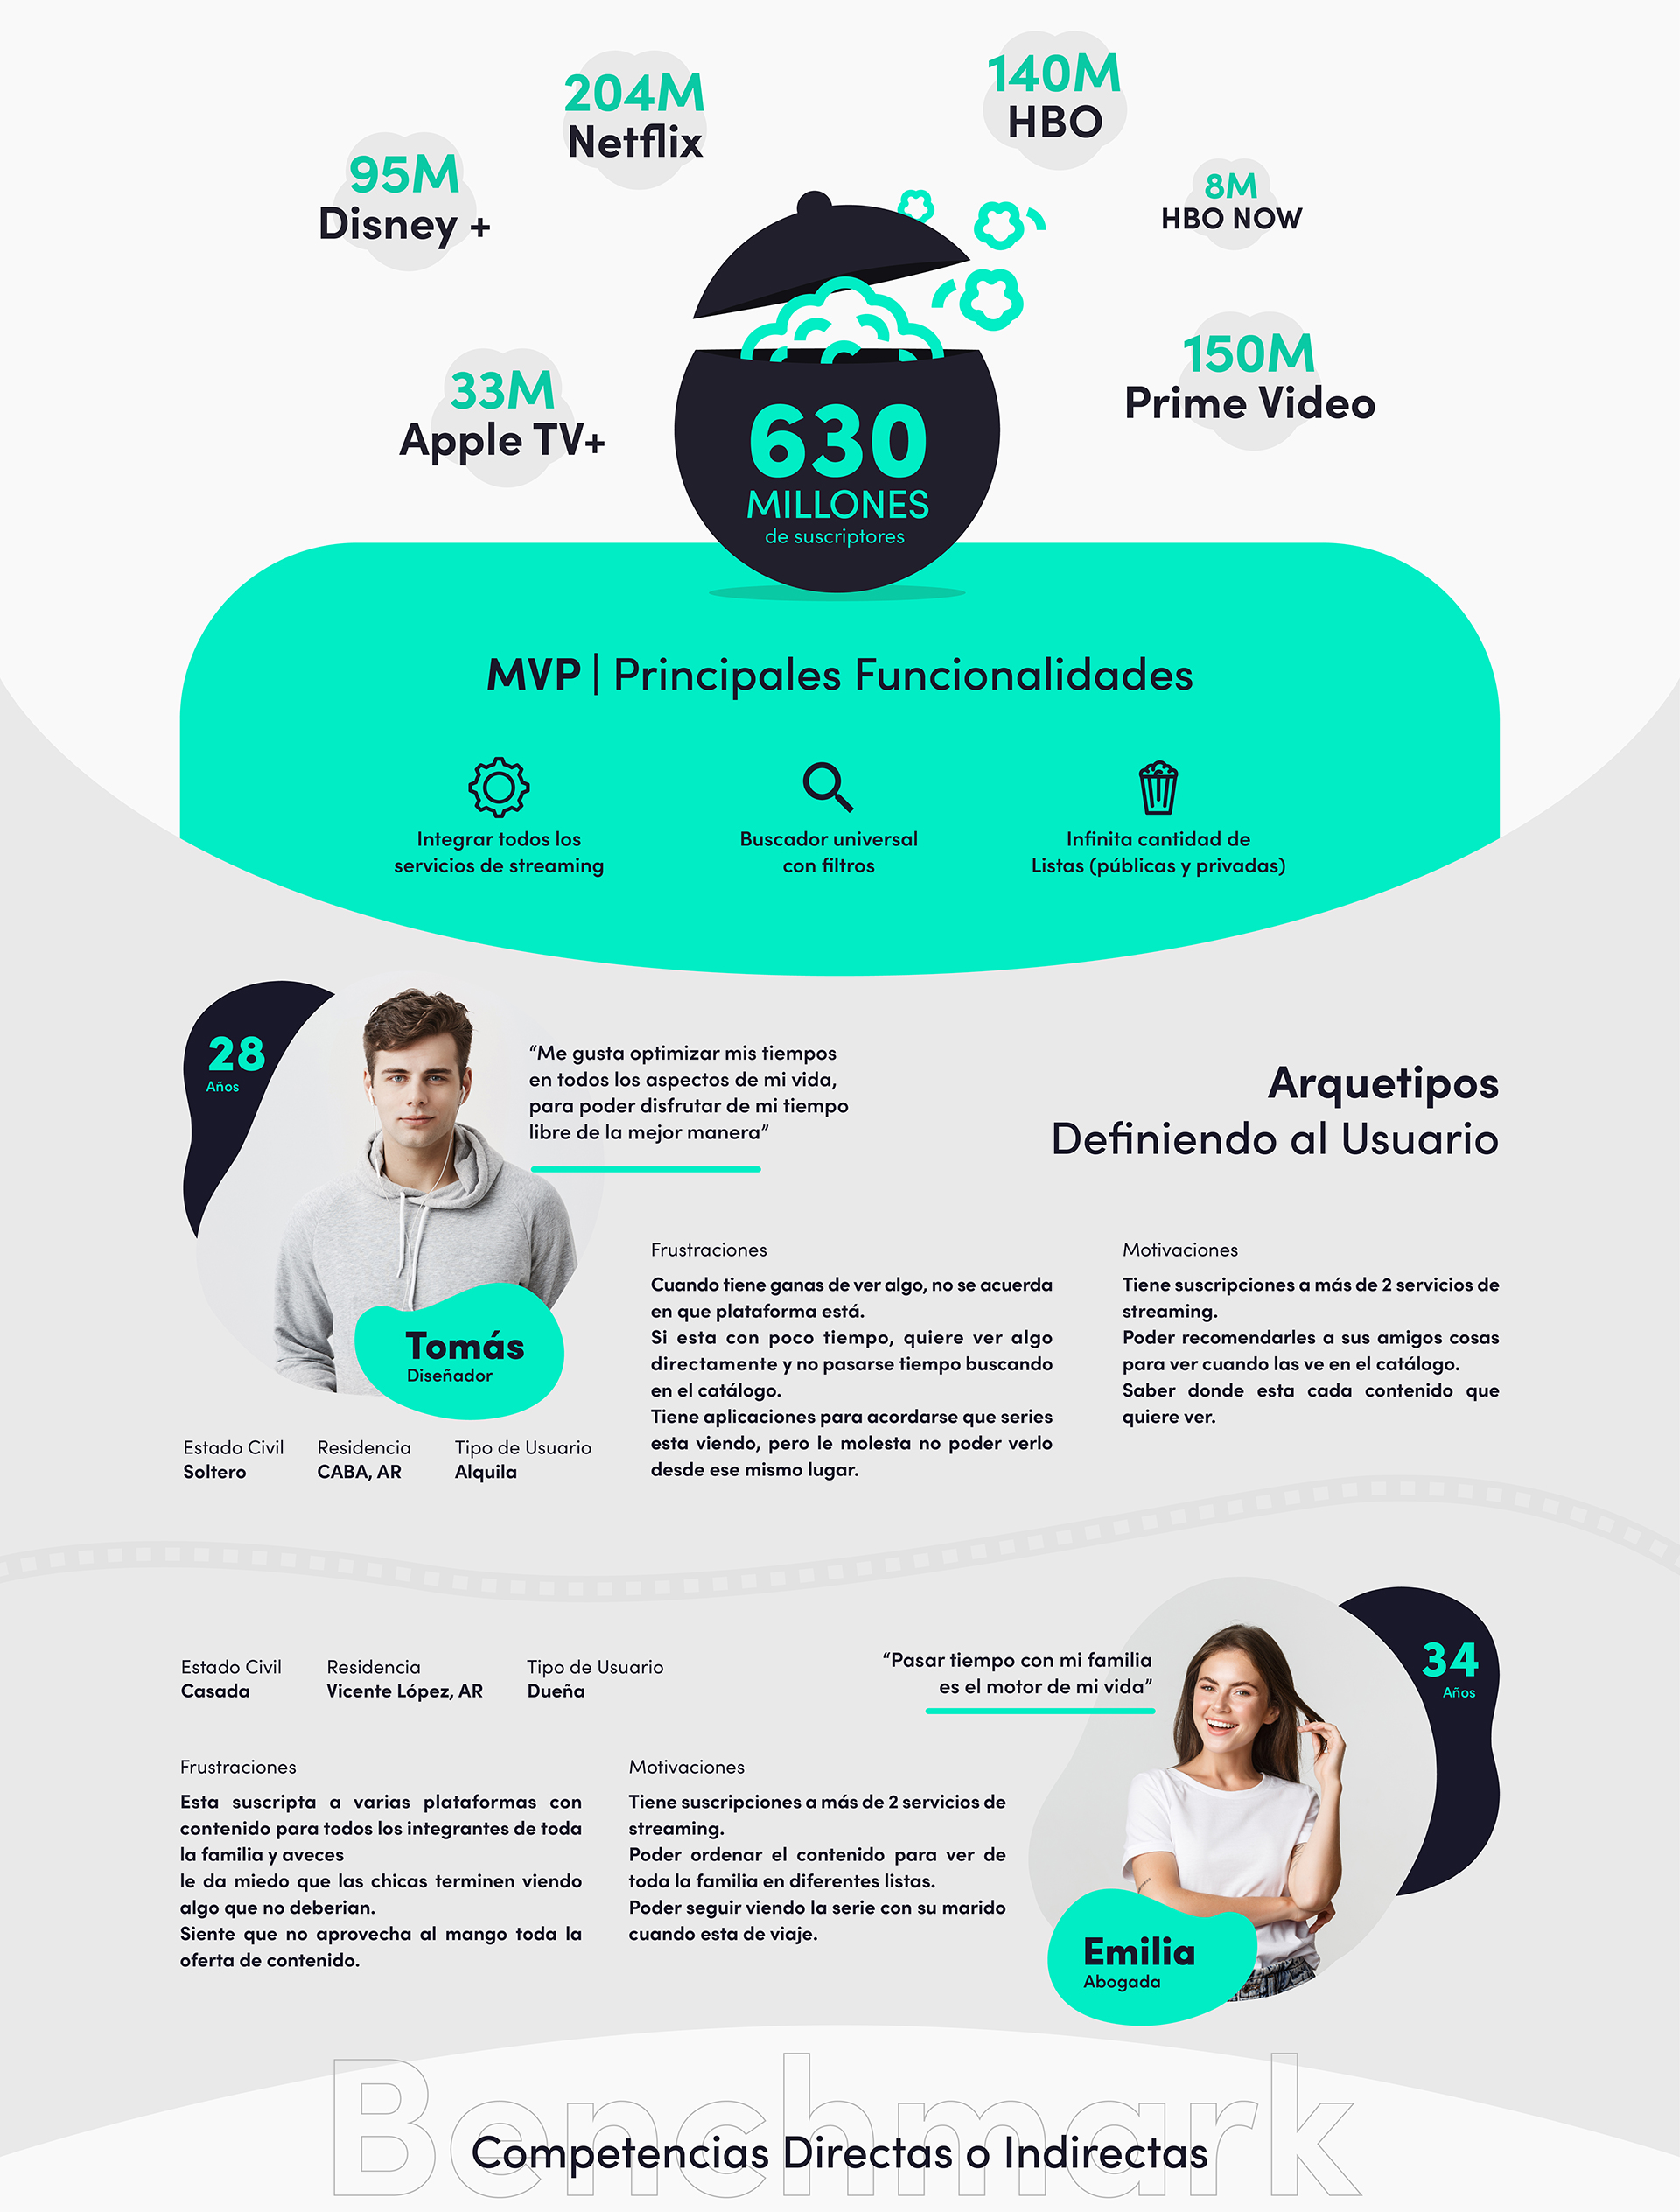 204M
Netflix
140M
HBO
95M
Disney +
8M
HBO NOW
33M
Apple TV+
150M
Prime Video
630
MILLONES
de suscriptores
MVP | Principales Funcionalidades
Integrar todos los
servicios de streaming
Buscador universal
con filtros
Infinita cantidad de
Listas (públicas y privadas)
28
Años
“Me gusta optimizar mis tiempos
en todos los aspectos de mi vida,
para poder disfrutar de mi tiempo
libre de la mejor manera”
Arquetipos
Definiendo al Usuario
Tomás
Diseñador
Estado Civil
Soltero
Residencia
CABA, AR
Tipo de Usuario
Alquila
Frustraciones
Cuando tiene ganas de ver algo, no se acuerda
en que plataforma está.
Si esta con poco tiempo, quiere ver algo
directamente y no pasarse tiempo buscando
en el catálogo.
Tiene aplicaciones para acordarse que series
esta viendo, pero le molesta no poder verlo
desde ese mismo lugar.
Motivaciones
Tiene suscripciones a más de 2 servicios de
streaming.
Poder recomendarles a sus amigos cosas
para ver cuando las ve en el catálogo.
Saber donde esta cada contenido que
quiere ver.
Estado Civil
Casada
Residencia
Vicente López, AR
Tipo de Usuario
Dueña
“Pasar tiempo con mi familia
es el motor de mi vida”
34
Años
Frustraciones
Esta suscripta a varias plataformas con
contenido para todos los integrantes de toda
la familia y aveces
le da miedo que las chicas terminen viendo
algo que no deberian.
Siente que no aprovecha al mango toda la
oferta de contenido.
Motivaciones
Tiene suscripciones a más de 2 servicios de
streaming.
Poder ordenar el contenido para ver de
toda la familia en diferentes listas.
Poder seguir viendo la serie con su marido
cuando esta de viaje.
Emilia
Abogada
Benchmark
Competencias Directas o Indirectas